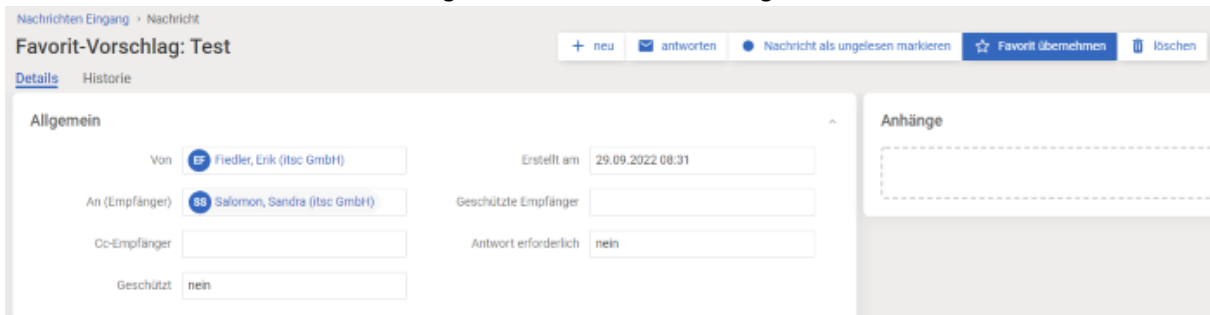 Nachrichten Eingang › Nachricht
Favorit-Vorschlag: Test
+ neu antworten Nachricht als ungelesen markieren Favorit übernehmen löschen
Details Historie
Allgemein
Anhänge
Von EF Fiedler, Erik (itsc GmbH) Erstellt am 29.09.2022 08:31
An (Empfänger) SS Salomon, Sandra (itsc GmbH) Geschützte Empfänger
Cc-Empfänger Antwort erforderlich nein
Geschützt nein